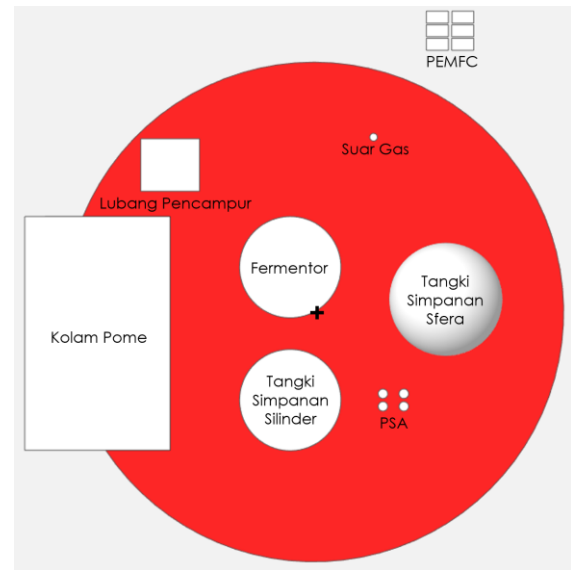 PEMFC
Suar Gas
Lubang Pencampur
Fermentor
Tangki
Simpanan
Sfera
Kolam Pome
Tangki
Simpanan
Silinder
PSA